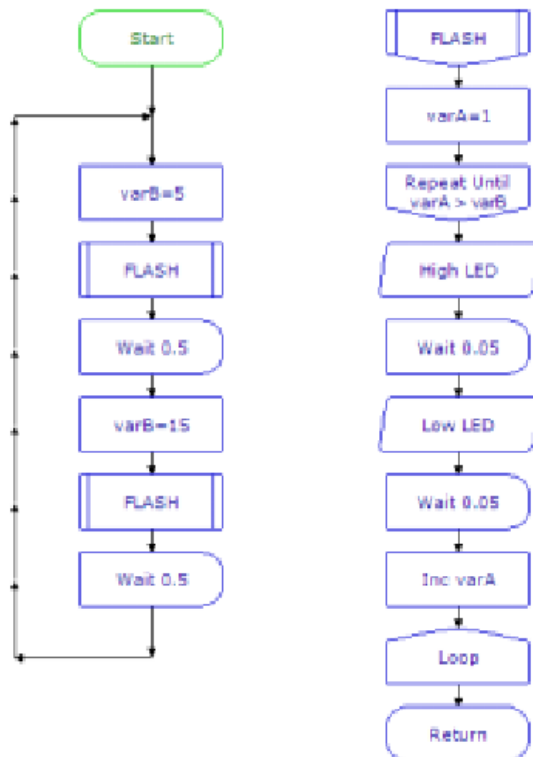 Start
varB=5
FLASH
Wait 0.5
varB=15
FLASH
Wait 0.5
FLASH
varA=1
Repeat Until
varA > varB
High LED
Wait 0.05
Low LED
Wait 0.05
Inc varA
Loop
Return